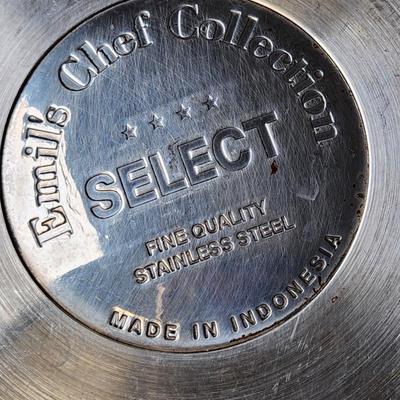 Emil's Chef Collection
SELECT
FINE QUALITY
STAINLESS STEEL
MADE IN INDONESIA